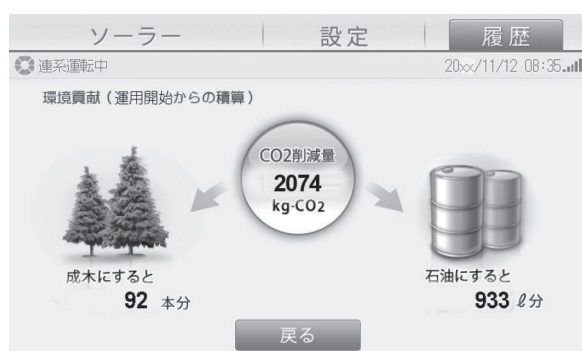 ソーラー 設定 履歴
連系運転中 20xx/11/12 08:35
環境貢献（運用開始からの積算）
CO2削減量
2074
kg-CO2
成木にすると
92 本分
石油にすると
933 ℓ分
戻る